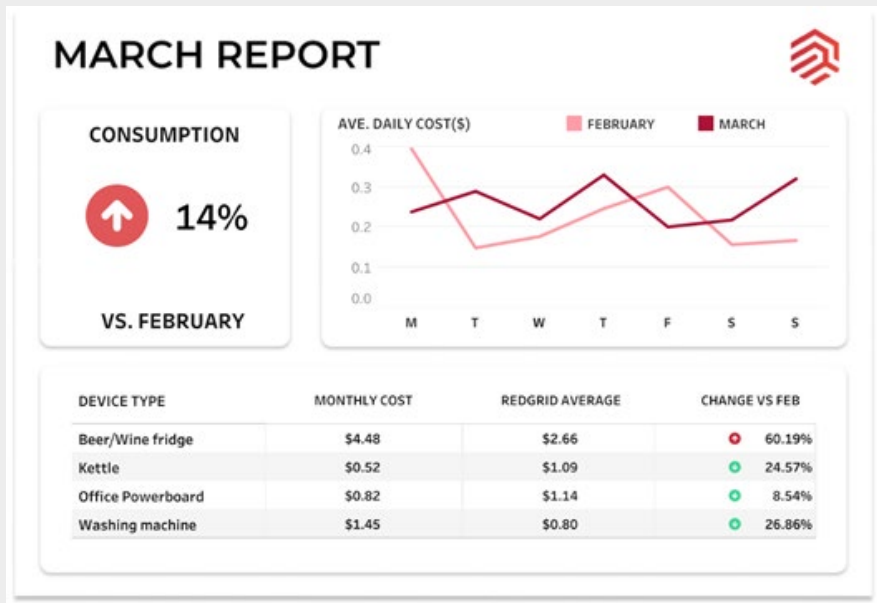 MARCH REPORT
CONSUMPTION
14%
VS. FEBRUARY
AVE. DAILY COST($) FEBRUARY MARCH
0.4
0.3
0.2
0.1
0.0
M T W T F S S
DEVICE TYPE MONTHLY COST REDGRID AVERAGE CHANGE VS FEB
Beer/Wine fridge $4.48 $2.66 60.19%
Kettle $0.52 $1.09 24.57%
Office Powerboard $0.82 $1.14 8.54%
Washing machine $1.45 $0.80 26.86%